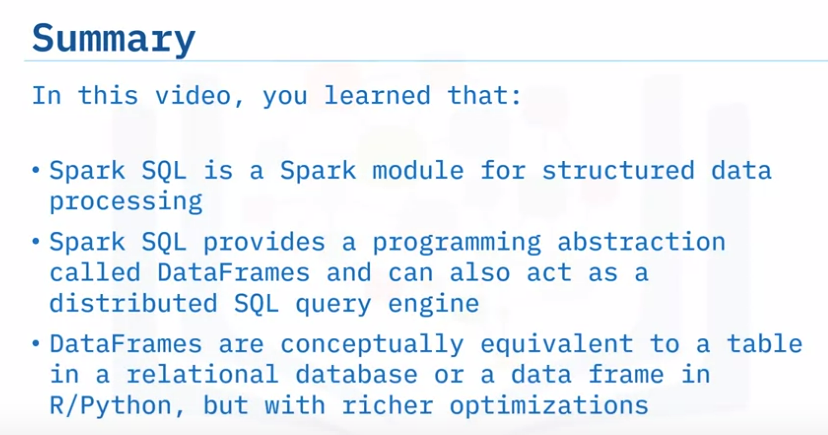 Summary
In this video, you learned that:
• Spark SQL is a Spark module for structured data
processing
• Spark SQL provides a programming abstraction
called DataFrames and can also act as a
distributed SQL query engine
• DataFrames are conceptually equivalent to a table
in a relational database or a data frame in
R/Python, but with richer optimizations